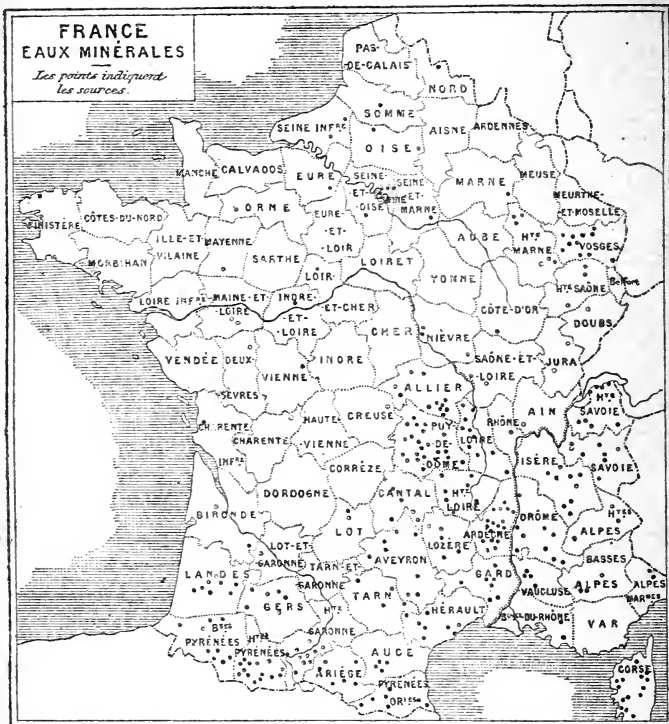 FRANCE
EAUX MINÉRALES
Les points indiquent
les sources.
PAS-
DE-CALAIS
NORD
SOMME
SEINE INFRE
AISNE
ARDENNES
OISE
MANCHE
CALVADOS
EURE
SEINE-
ET-
OISE
SEINE
SEINE-
ET-
MARNE
MARNE
MEUSE
MEURTHE-
ET-MOSELLE
ORNE
EURE-
ET-
LOIR
FINISTÈRE
CÔTES-DU-NORD
ILLE-ET-
VILAINE
MAYENNE
MORBIHAN
SARTHE
LOIR-
ET-CHER
LOIRET
AUBE
HTE
MARNE
VOSGES
YONNE
HTE SAÔNE
Belfort
LOIRE INFRE
MAINE-ET-
LOIRE
INDRE-
-ET-
LOIRE
CHER
NIÈVRE
CÔTE-D'OR
DOUBS
VENDÉE
DEUX-
SÈVRES
VIENNE
INDRE
SAÔNE-ET-
LOIRE
JURA
ALLIER
CHARENTE
INFRE
CHARENTE
HAUTE
VIENNE
CREUSE
PUY-
DE-
DÔME
LOIRE
RHÔNE
AIN
HTE
SAVOIE
SAVOIE
CORRÈZE
ISÈRE
DORDOGNE
CANTAL
HTE
LOIRE
GIRONDE
LOT
ARDÈCHE
DRÔME
HTES
ALPES
LOT-ET-
GARONNE
LOZÈRE
AVEYRON
TARN-ET-
GARONNE
GARD
BASSES
ALPES
LANDES
GERS
TARN
VAUCLUSE
ALPES
MARMES
HTE
GARONNE
HÉRAULT
BES-DU-RHÔNE
VAR
BSES
PYRÉNÉES
HTES
PYRÉNÉES
AUDE
ARIÈGE
PYRÉNÉES
ORLES
CORSE